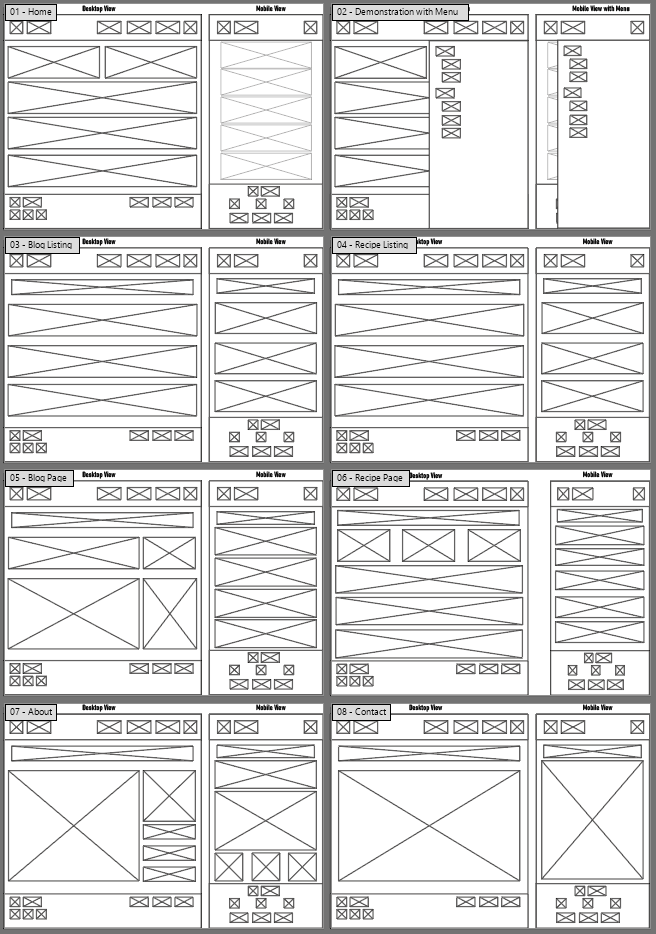 01 - Home
Desktop View
Mobile View
02 - Demonstration with Menu
Mobile View with Menu
03 - Blog Listing
Desktop View
Mobile View
04 - Recipe Listing
Mobile View
05 - Blog Page
Desktop View
Mobile View
06 - Recipe Page
Desktop View
Mobile View
07 - About
Desktop View
Mobile View
08 - Contact
Desktop View
Mobile View